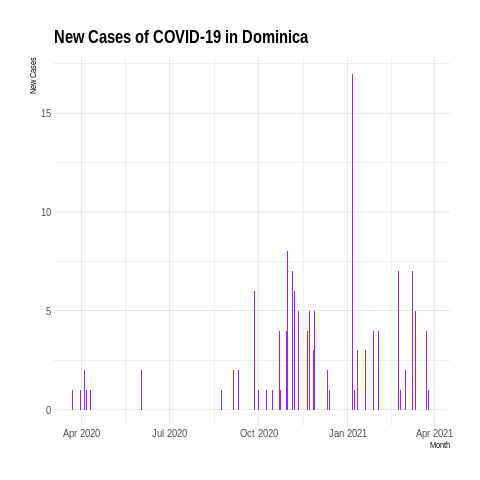 New Cases of COVID-19 in Dominica
New Cases
15
10
5
0
Apr 2020 Jul 2020 Oct 2020 Jan 2021 Apr 2021
Month